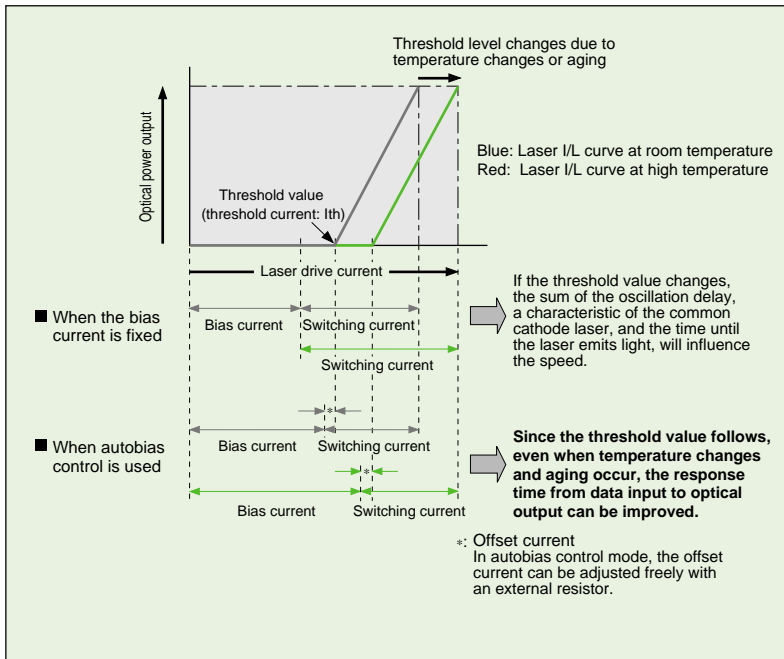 Threshold level changes due to
temperature changes or aging
Optical power output
Blue: Laser I/L curve at room temperature
Red: Laser I/L curve at high temperature
Threshold value
(threshold current: Ith)
Laser drive current
■ When the bias
current is fixed
Bias current
Switching current
Switching current
If the threshold value changes,
the sum of the oscillation delay,
a characteristic of the common
cathode laser, and the time until
the laser emits light, will influence
the speed.
■ When autobias
control is used
*
Bias current
Switching current
*
Bias current
Switching current
Since the threshold value follows,
even when temperature changes
and aging occur, the response
time from data input to optical
output can be improved.
*: Offset current
In autobias control mode, the offset
current can be adjusted freely with
an external resistor.